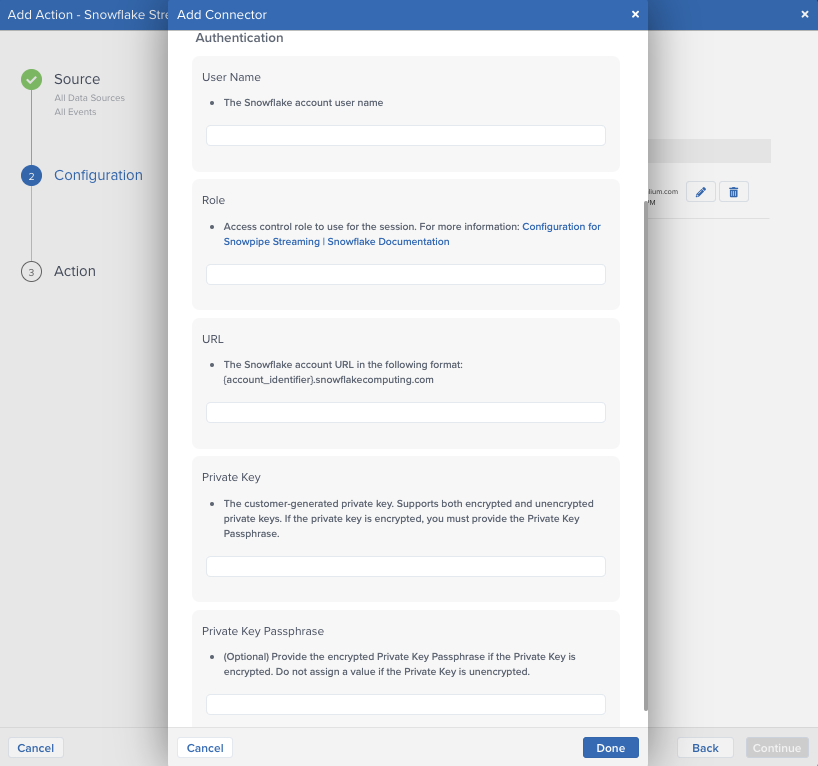 Add Action - Snowflake Stre
Add Connector
Source
All Data Sources
All Events
2
Configuration
3
Action
Authentication
User Name
The Snowflake account user name
Role
Access control role to use for the session. For more information: Configuration for
Snowpipe Streaming | Snowflake Documentation
URL
The Snowflake account URL in the following format:
{account_identifier}.snowflakecomputing.com
Private Key
The customer-generated private key. Supports both encrypted and unencrypted
private keys. If the private key is encrypted, you must provide the Private Key
Passphrase.
Private Key Passphrase
(Optional) Provide the encrypted Private Key Passphrase if the Private Key is
encrypted. Do not assign a value if the Private Key is unencrypted.
lium.com
PM
Cancel
Cancel
Done
Back
Continue